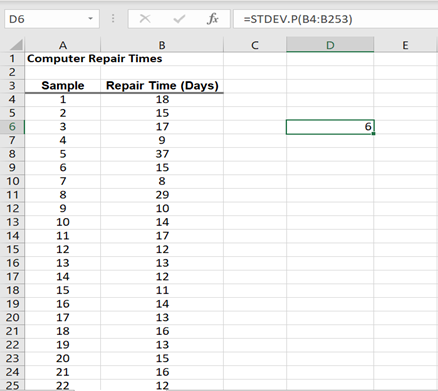 D6 fx =STDEV.P(B4:B253)
A B C D E
1 Computer Repair Times
2
3 Sample Repair Time (Days)
4 1 18
5 2 15
6 3 17 6
7 4 9
8 5 37
9 6 15
10 7 8
11 8 29
12 9 10
13 10 14
14 11 17
15 12 12
16 13 13
17 14 12
18 15 11
19 16 14
20 17 13
21 18 16
22 19 13
23 20 15
24 21 16
25 22 12